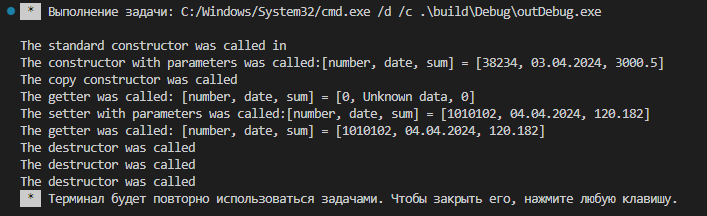 * Выполнение задачи: C:/Windows/System32/cmd.exe /d /c .\build\Debug\outDebug.exe
The standard constructor was called in
The constructor with parameters was called:[number, date, sum] = [38234, 03.04.2024, 3000.5]
The copy constructor was called
The getter was called: [number, date, sum] = [0, Unknown data, 0]
The setter with parameters was called:[number, date, sum] = [1010102, 04.04.2024, 120.182]
The getter was called: [number, date, sum] = [1010102, 04.04.2024, 120.182]
The destructor was called
The destructor was called
The destructor was called
* Терминал будет повторно использоваться задачами. Чтобы закрыть его, нажмите любую клавишу.